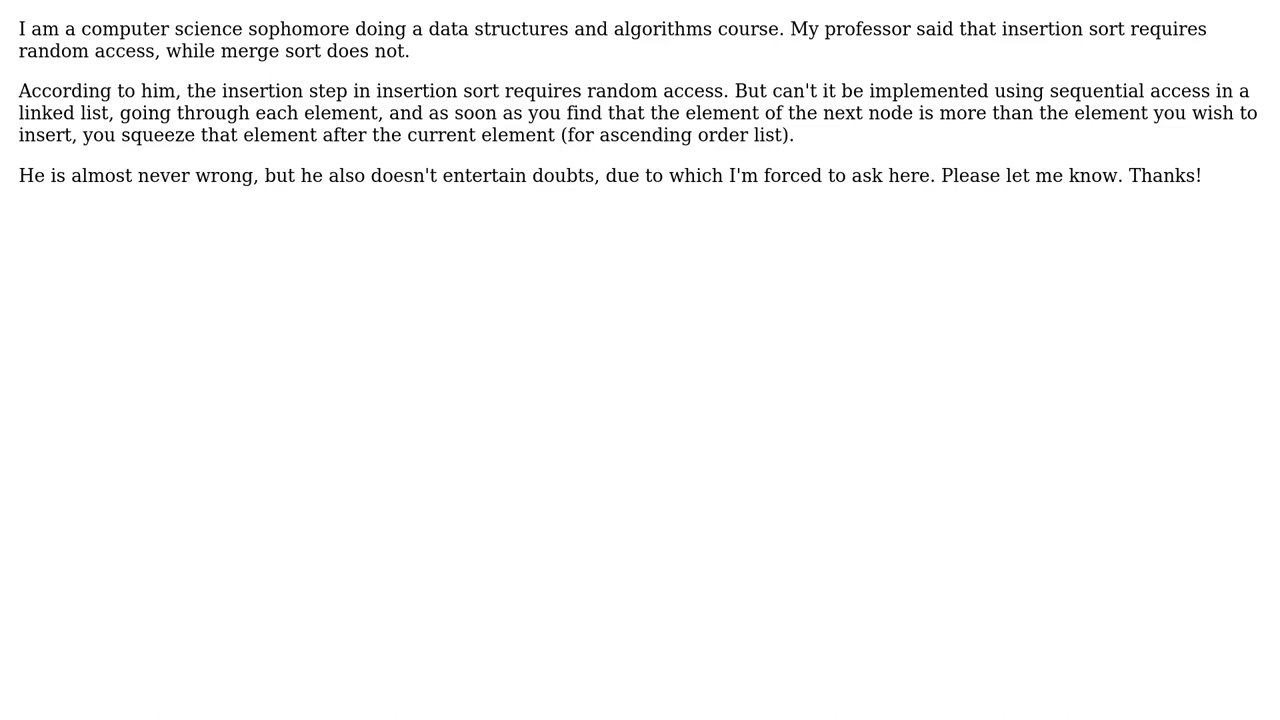 I am a computer science sophomore doing a data structures and algorithms course. My professor said that insertion sort requires
random access, while merge sort does not.
According to him, the insertion step in insertion sort requires random access. But can't it be implemented using sequential access in a
linked list, going through each element, and as soon as you find that the element of the next node is more than the element you wish to
insert, you squeeze that element after the current element (for ascending order list).
He is almost never wrong, but he also doesn't entertain doubts, due to which I'm forced to ask here. Please let me know. Thanks!